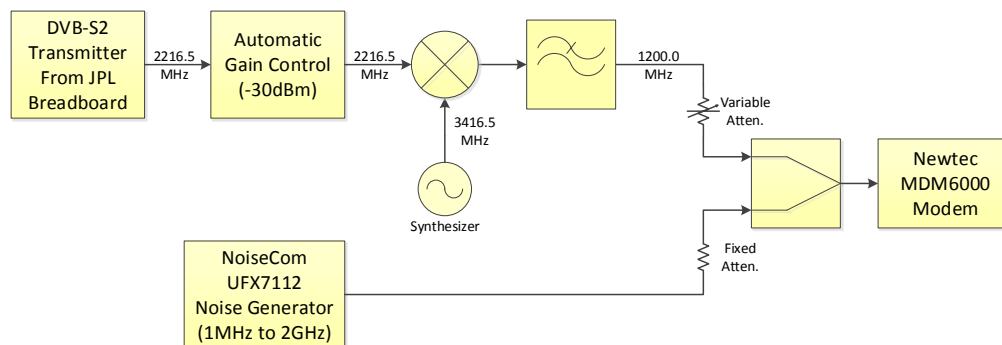 DVB-S2
Transmitter
From JPL
Breadboard
2216.5
MHz
Automatic
Gain Control
(-30dBm)
2216.5
MHz
3416.5
MHz
Synthesizer
1200.0
MHz
Variable
Atten.
Newtec
MDM6000
Modem
Fixed
Atten.
NoiseCom
UFX7112
Noise Generator
(1MHz to 2GHz)